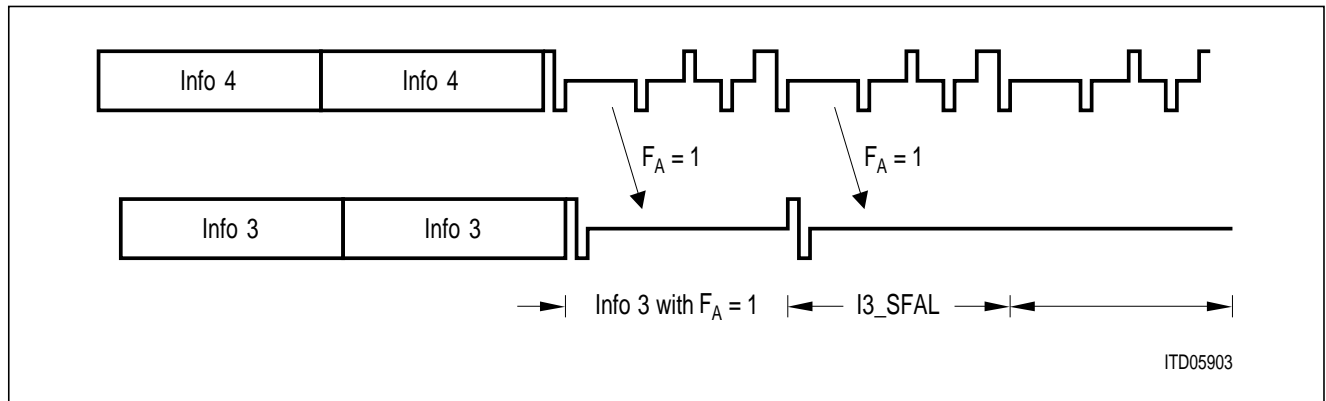 Info 4 Info 4
F_A = 1 F_A = 1
Info 3 Info 3
Info 3 with F_A = 1 I3_SFAL
ITD05903